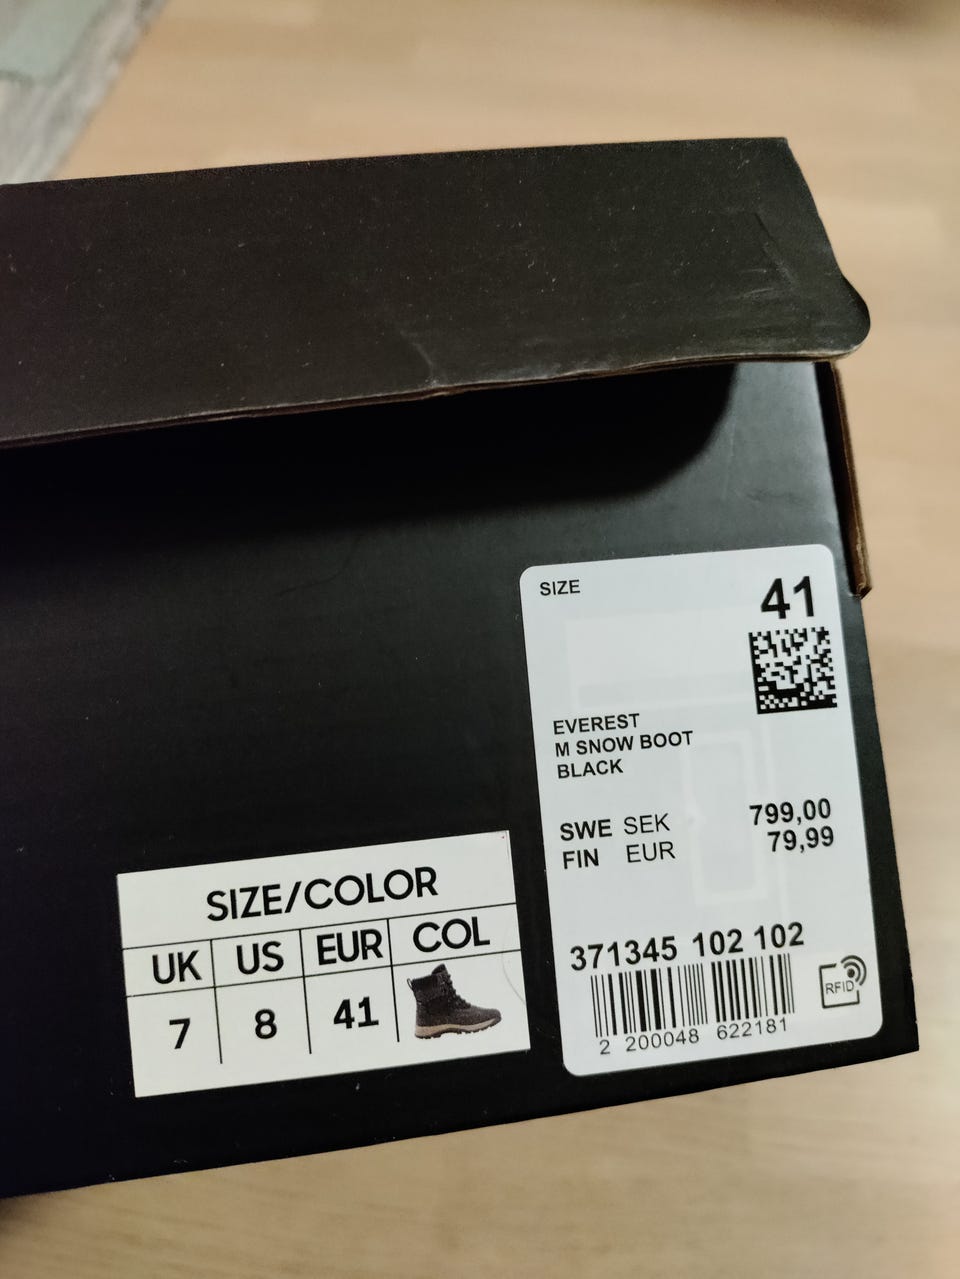 SIZE 41
EVEREST
M SNOW BOOT
BLACK
SWE SEK 799,00
FIN EUR 79,99
371345 102 102
2 200048 622181
RFID
SIZE/COLOR
UK US EUR COL
7 8 41